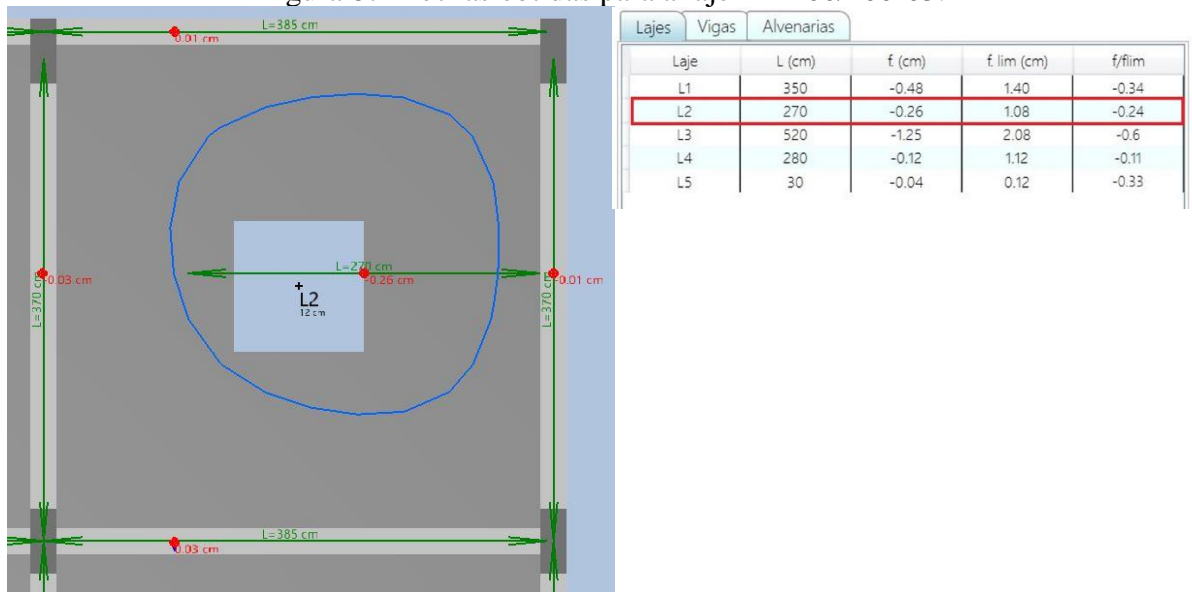 L=385 cm
0.01 cm
L=270 cm
-0.03 cm
-0.26 cm
-0.01 cm
L=370 cm
L=370 cm
L2
12 cm
L=385 cm
0.03 cm
Lajes Vigas Alvenarias
Laje L (cm) f. (cm) f. lim (cm) f/flim
L1 350 -0.48 1.40 -0.34
L2 270 -0.26 1.08 -0.24
L3 520 -1.25 2.08 -0.6
L4 280 -0.12 1.12 -0.11
L5 30 -0.04 0.12 -0.33